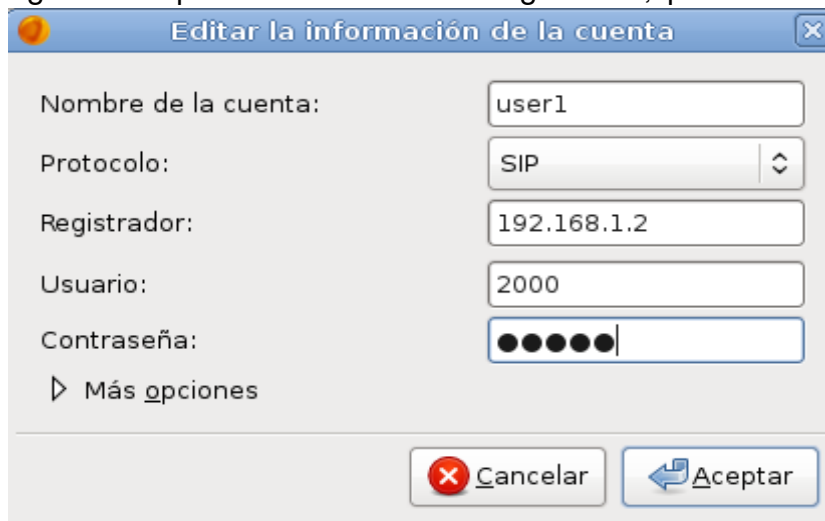 Editar la información de la cuenta
Nombre de la cuenta: user1
Protocolo: SIP
Registrador: 192.168.1.2
Usuario: 2000
Contraseña: ●●●●●
Más opciones
Cancelar Aceptar